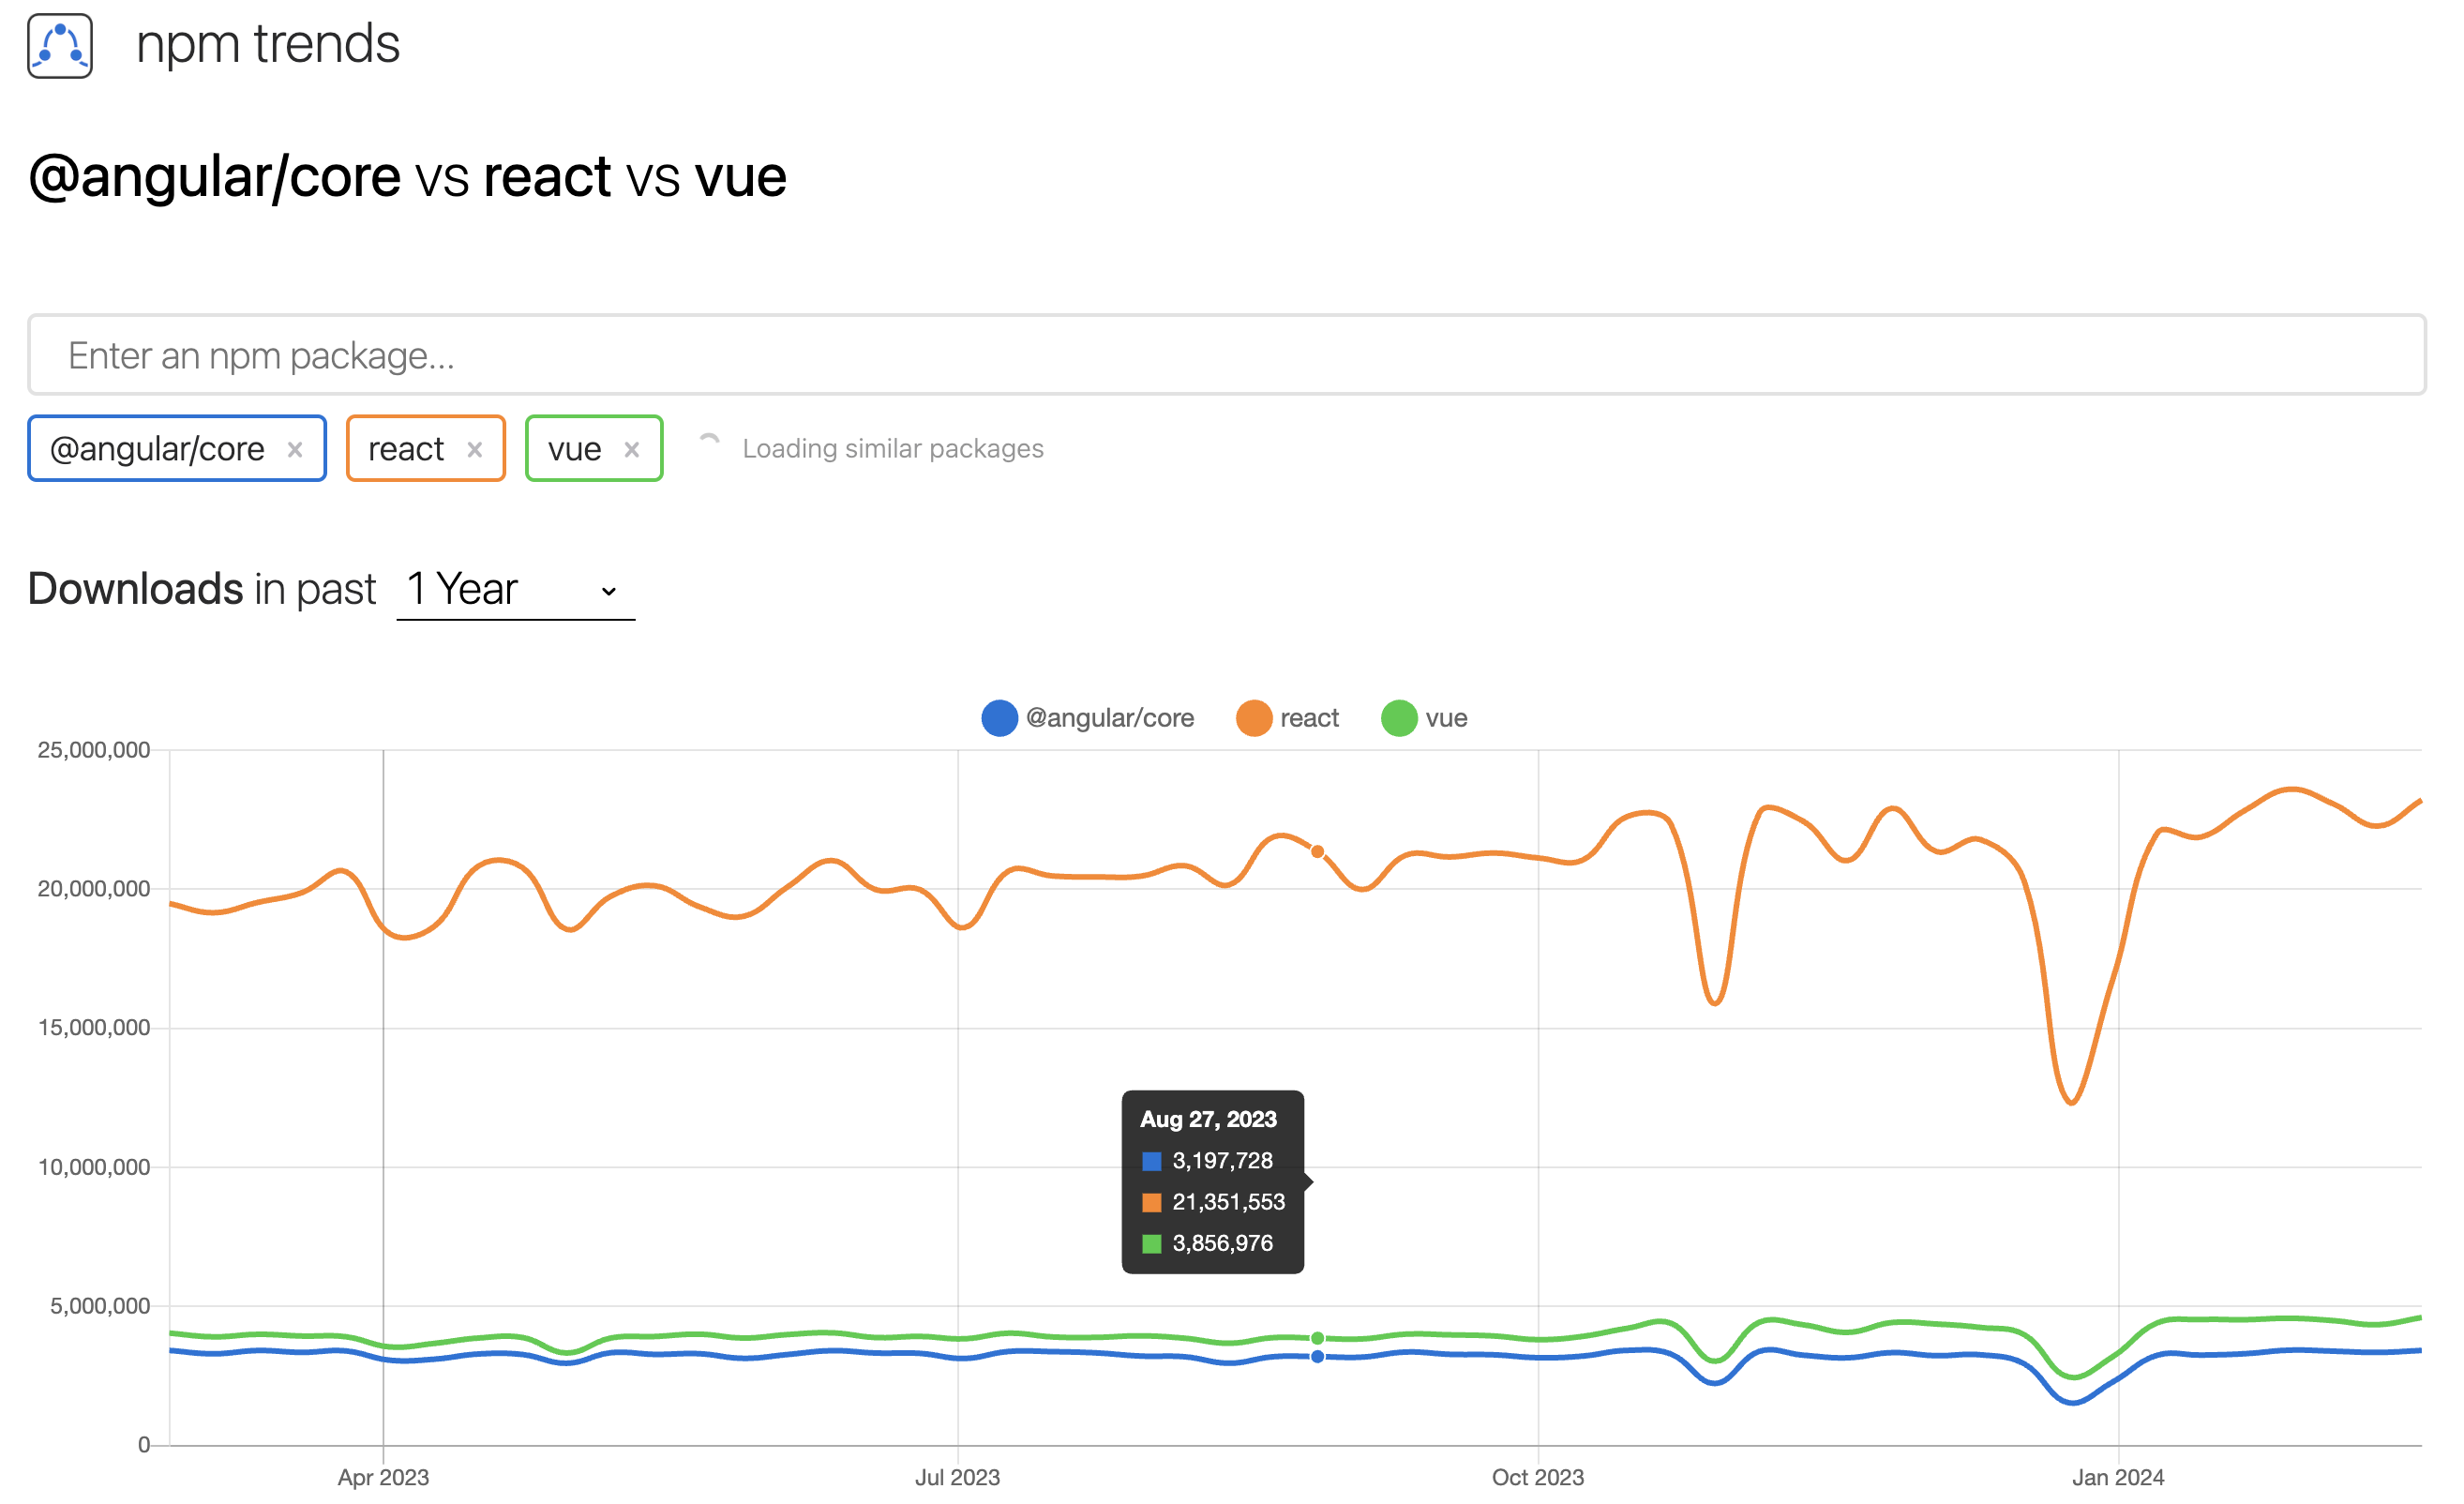 npm trends
@angular/core vs react vs vue
Enter an npm package...
@angular/core × react × vue × Loading similar packages
Downloads in past 1 Year
@angular/core react vue
25,000,000
20,000,000
15,000,000
10,000,000
5,000,000
0
Aug 27, 2023
3,197,728
21,351,553
3,856,976
Apr 2023 Jul 2023 Oct 2023 Jan 2024